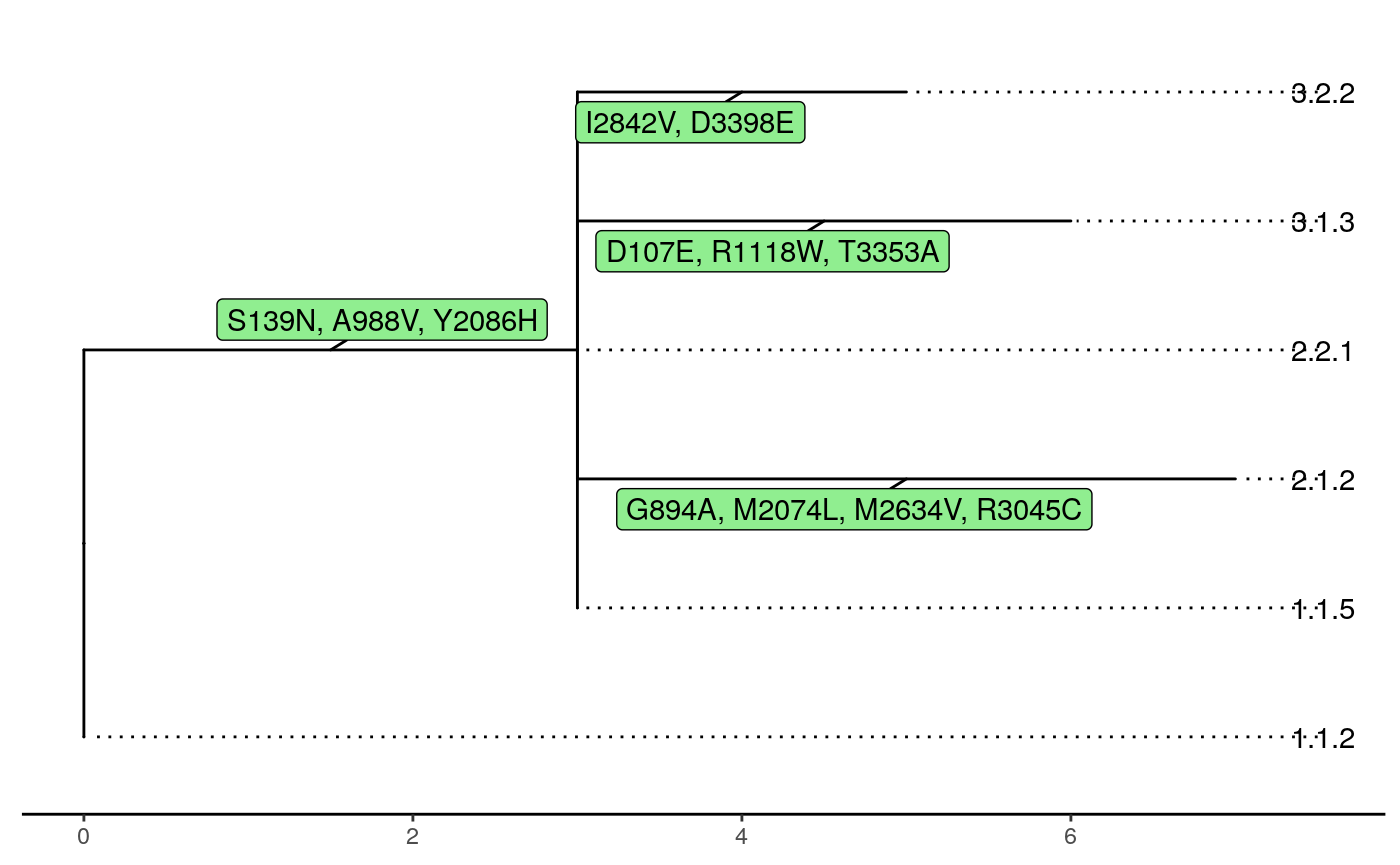 3.2.2
I2842V, D3398E
3.1.3
D107E, R1118W, T3353A
S139N, A988V, Y2086H
2.2.1
2.1.2
G894A, M2074L, M2634V, R3045C
1.1.5
1.1.2
0 2 4 6